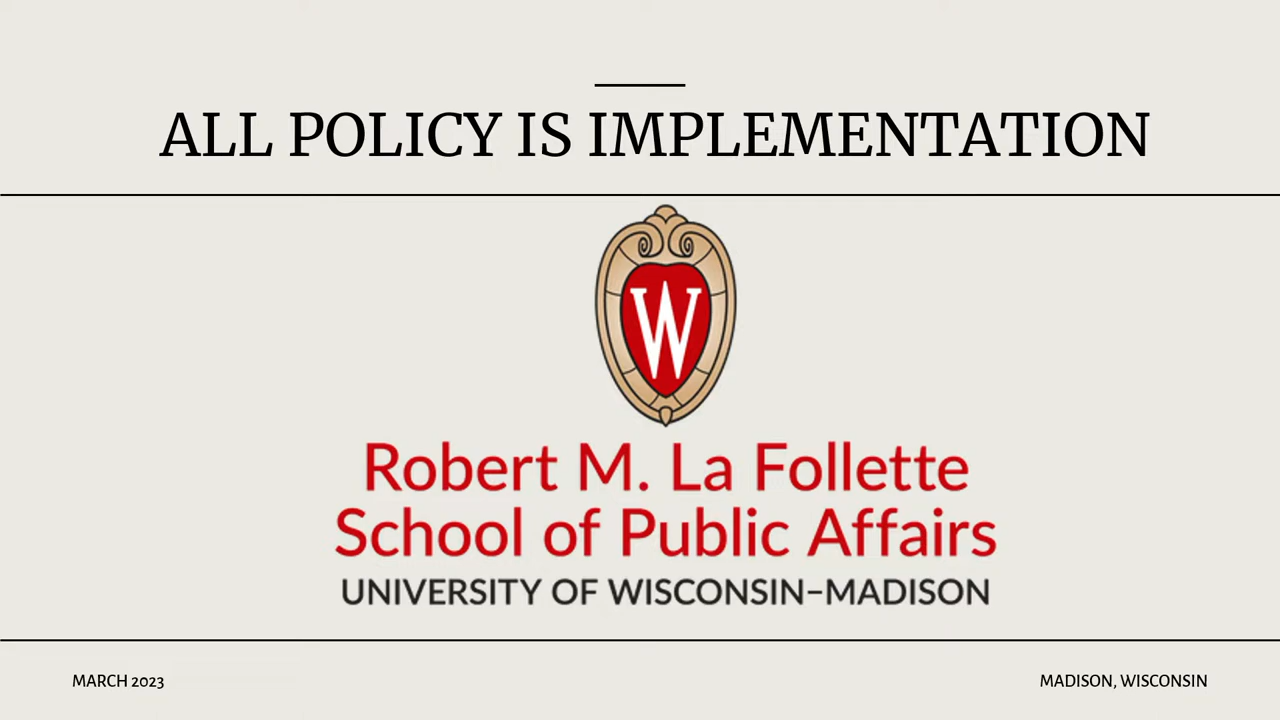 ALL POLICY IS IMPLEMENTATION
W
Robert M. La Follette
School of Public Affairs
UNIVERSITY OF WISCONSIN–MADISON
MARCH 2023
MADISON, WISCONSIN